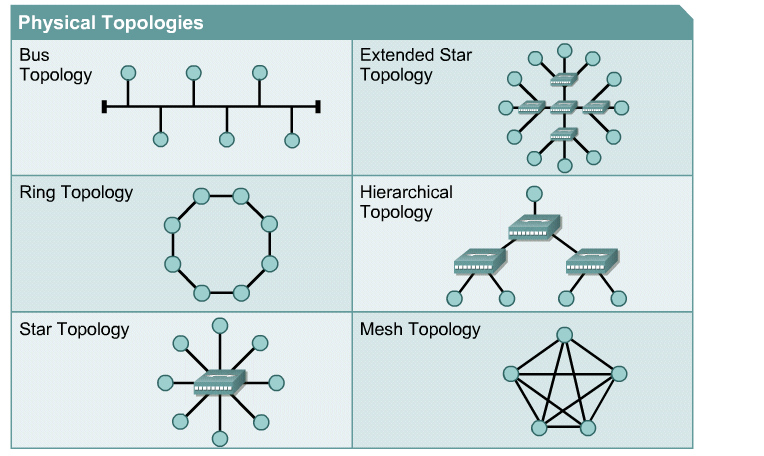 Physical Topologies
Bus
Topology
Extended Star
Topology
Ring Topology
Hierarchical
Topology
Star Topology
Mesh Topology